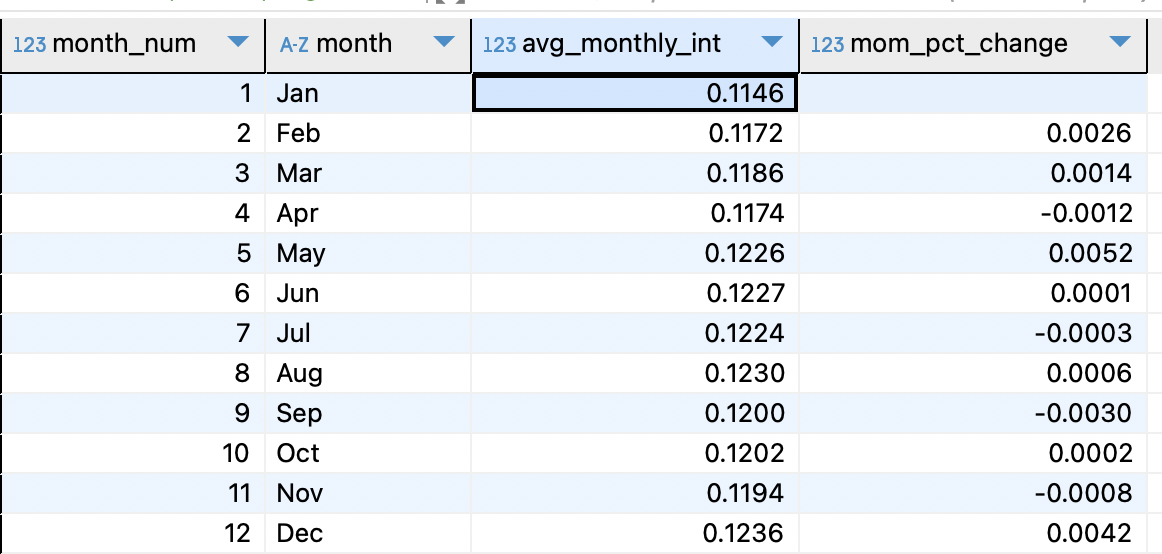 123 month_num A-Z month 123 avg_monthly_int 123 mom_pct_change
1 Jan 0.1146
2 Feb 0.1172 0.0026
3 Mar 0.1186 0.0014
4 Apr 0.1174 -0.0012
5 May 0.1226 0.0052
6 Jun 0.1227 0.0001
7 Jul 0.1224 -0.0003
8 Aug 0.1230 0.0006
9 Sep 0.1200 -0.0030
10 Oct 0.1202 0.0002
11 Nov 0.1194 -0.0008
12 Dec 0.1236 0.0042